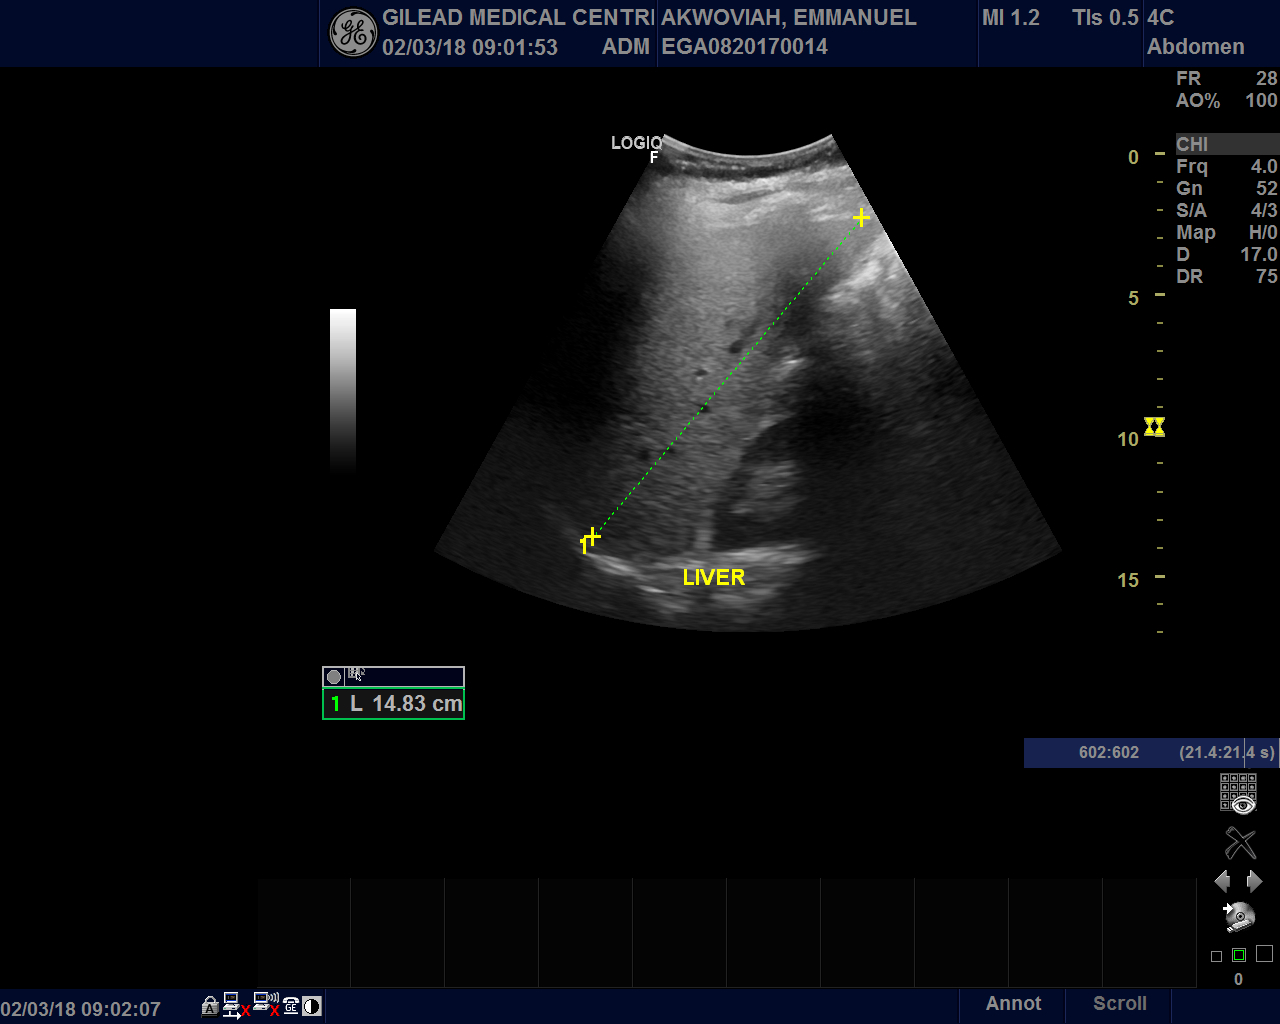 GILEAD MEDICAL CENTR
AKWOVIAH, EMMANUEL
MI 1.2
TIs 0.5
4C
02/03/18 09:01:53
ADM
EGA0820170014
Abdomen
FR 28
AO% 100
CHI
Frq 4.0
Gn 52
S/A 4/3
Map H/0
D 17.0
DR 75
LOGIQ
F
0
5
10
15
1
LIVER
1 L 14.83 cm
602:602 (21.4:21.4 s)
0
02/03/18 09:02:07
A
GE
Annot
Scroll